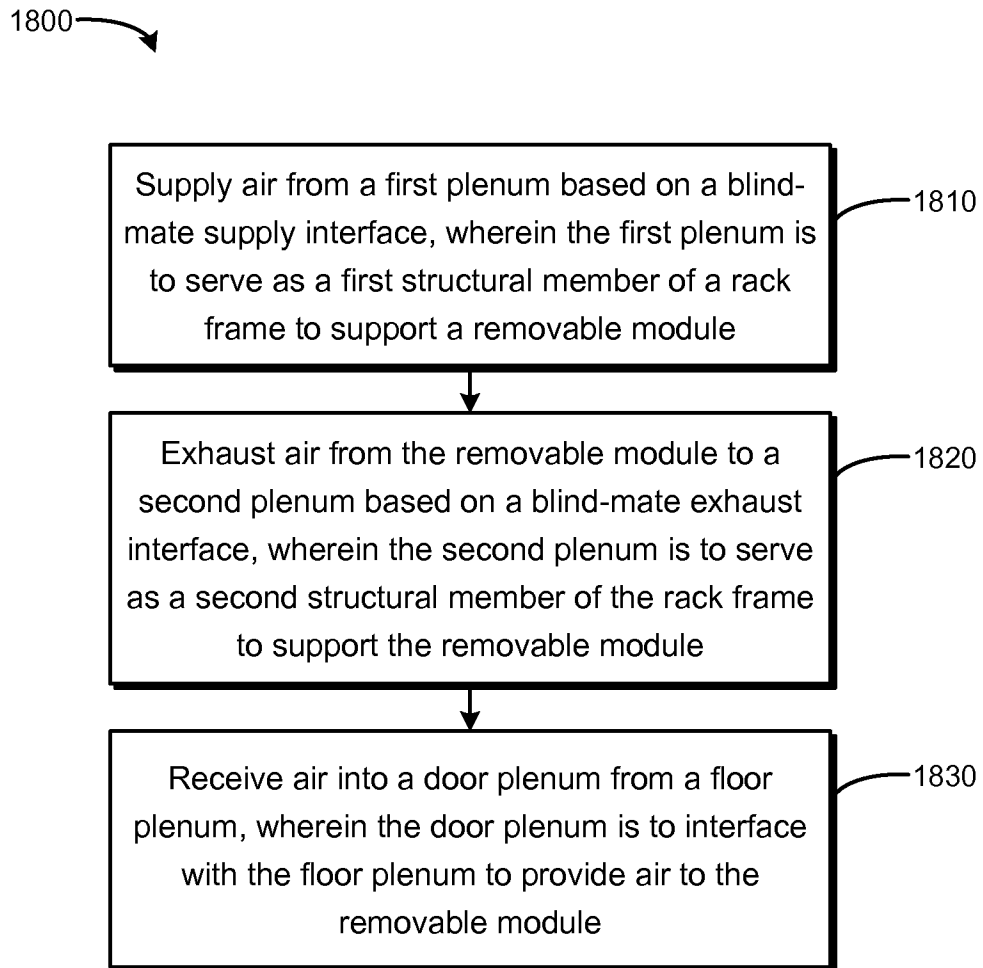 1800
Supply air from a first plenum based on a blind-
mate supply interface, wherein the first plenum is
to serve as a first structural member of a rack
frame to support a removable module
1810
Exhaust air from the removable module to a
second plenum based on a blind-mate exhaust
interface, wherein the second plenum is to serve
as a second structural member of the rack frame
to support the removable module
1820
Receive air into a door plenum from a floor
plenum, wherein the door plenum is to interface
with the floor plenum to provide air to the
removable module
1830